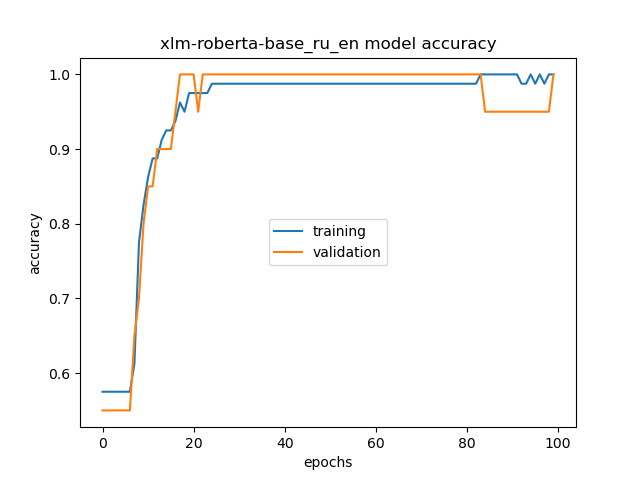 xlm-roberta-base_ru_en model accuracy
accuracy
1.0
0.9
0.8
0.7
0.6
training
validation
0 20 40 60 80 100
epochs